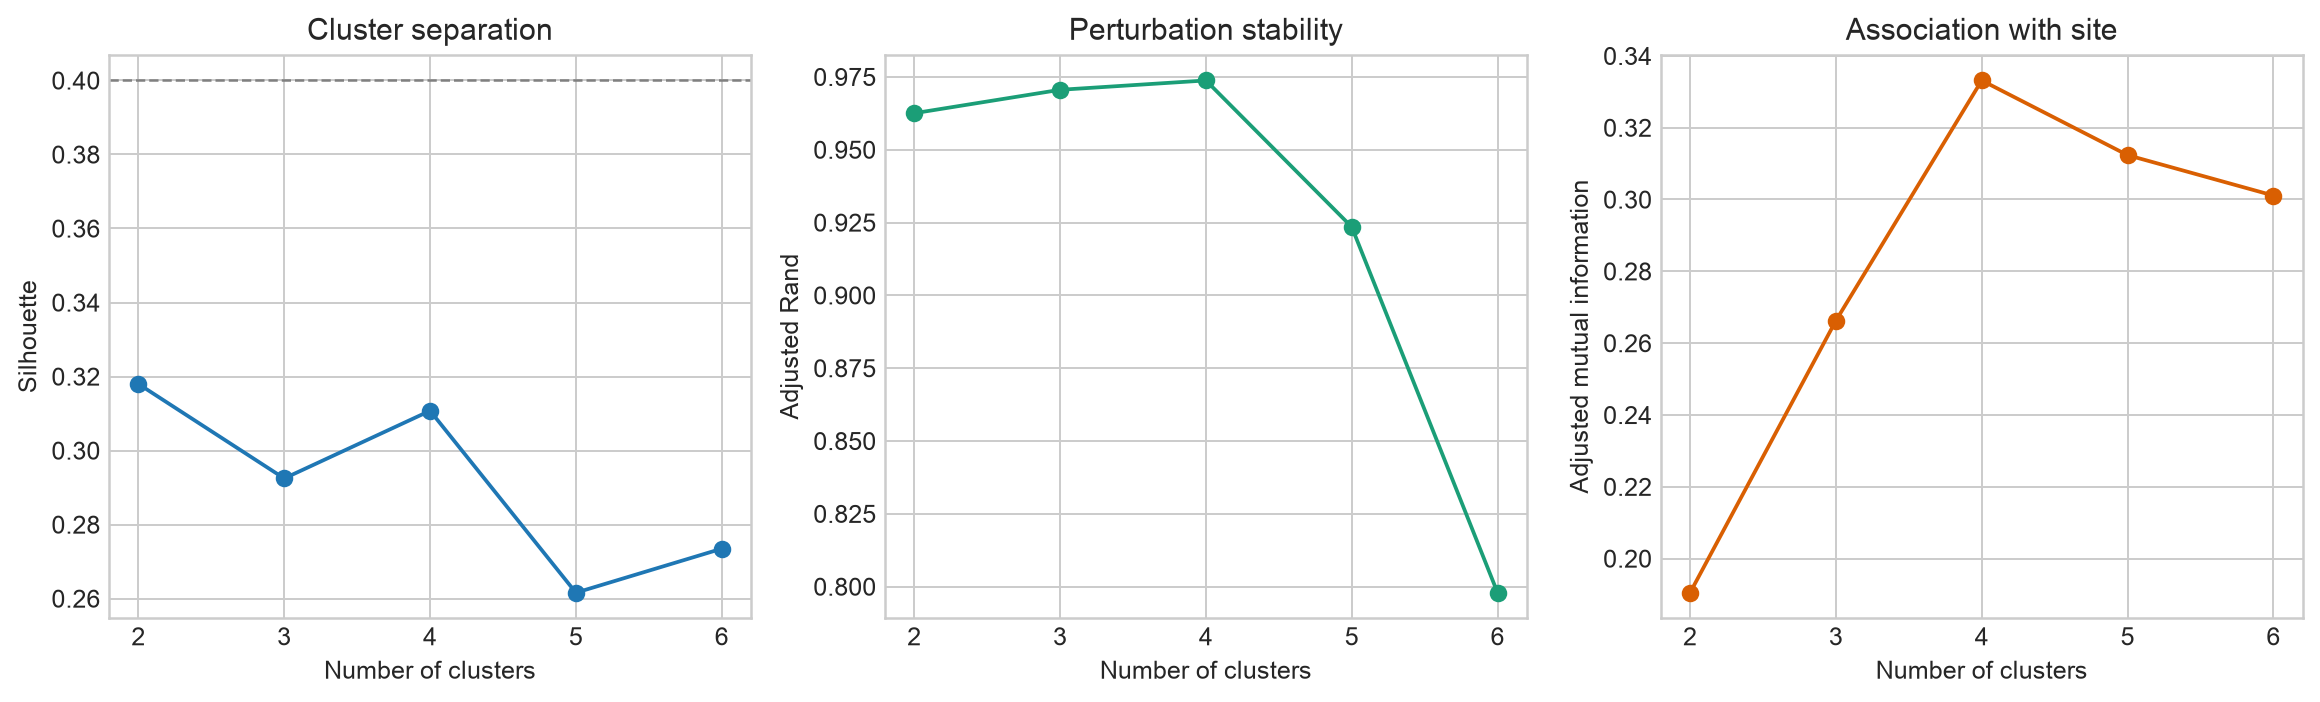 Cluster separation
Silhouette
0.40
0.38
0.36
0.34
0.32
0.30
0.28
0.26
2 3 4 5 6
Number of clusters
Perturbation stability
Adjusted Rand
0.975
0.950
0.925
0.900
0.875
0.850
0.825
0.800
2 3 4 5 6
Number of clusters
Association with site
Adjusted mutual information
0.34
0.32
0.30
0.28
0.26
0.24
0.22
0.20
2 3 4 5 6
Number of clusters